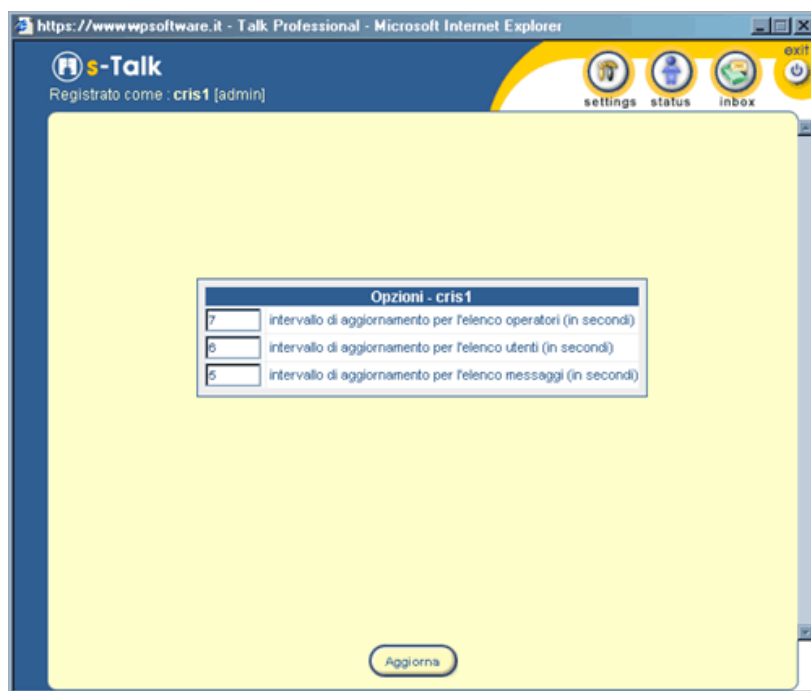 https://www.wpsoftware.it - Talk Professional - Microsoft Internet Explorer
s-Talk
exit
Registrato come : cris1 [admin]
settings status inbox
Opzioni - cris1
7 intervallo di aggiornamento per l'elenco operatori (in secondi)
6 intervallo di aggiornamento per l'elenco utenti (in secondi)
5 intervallo di aggiornamento per l'elenco messaggi (in secondi)
Aggiorna